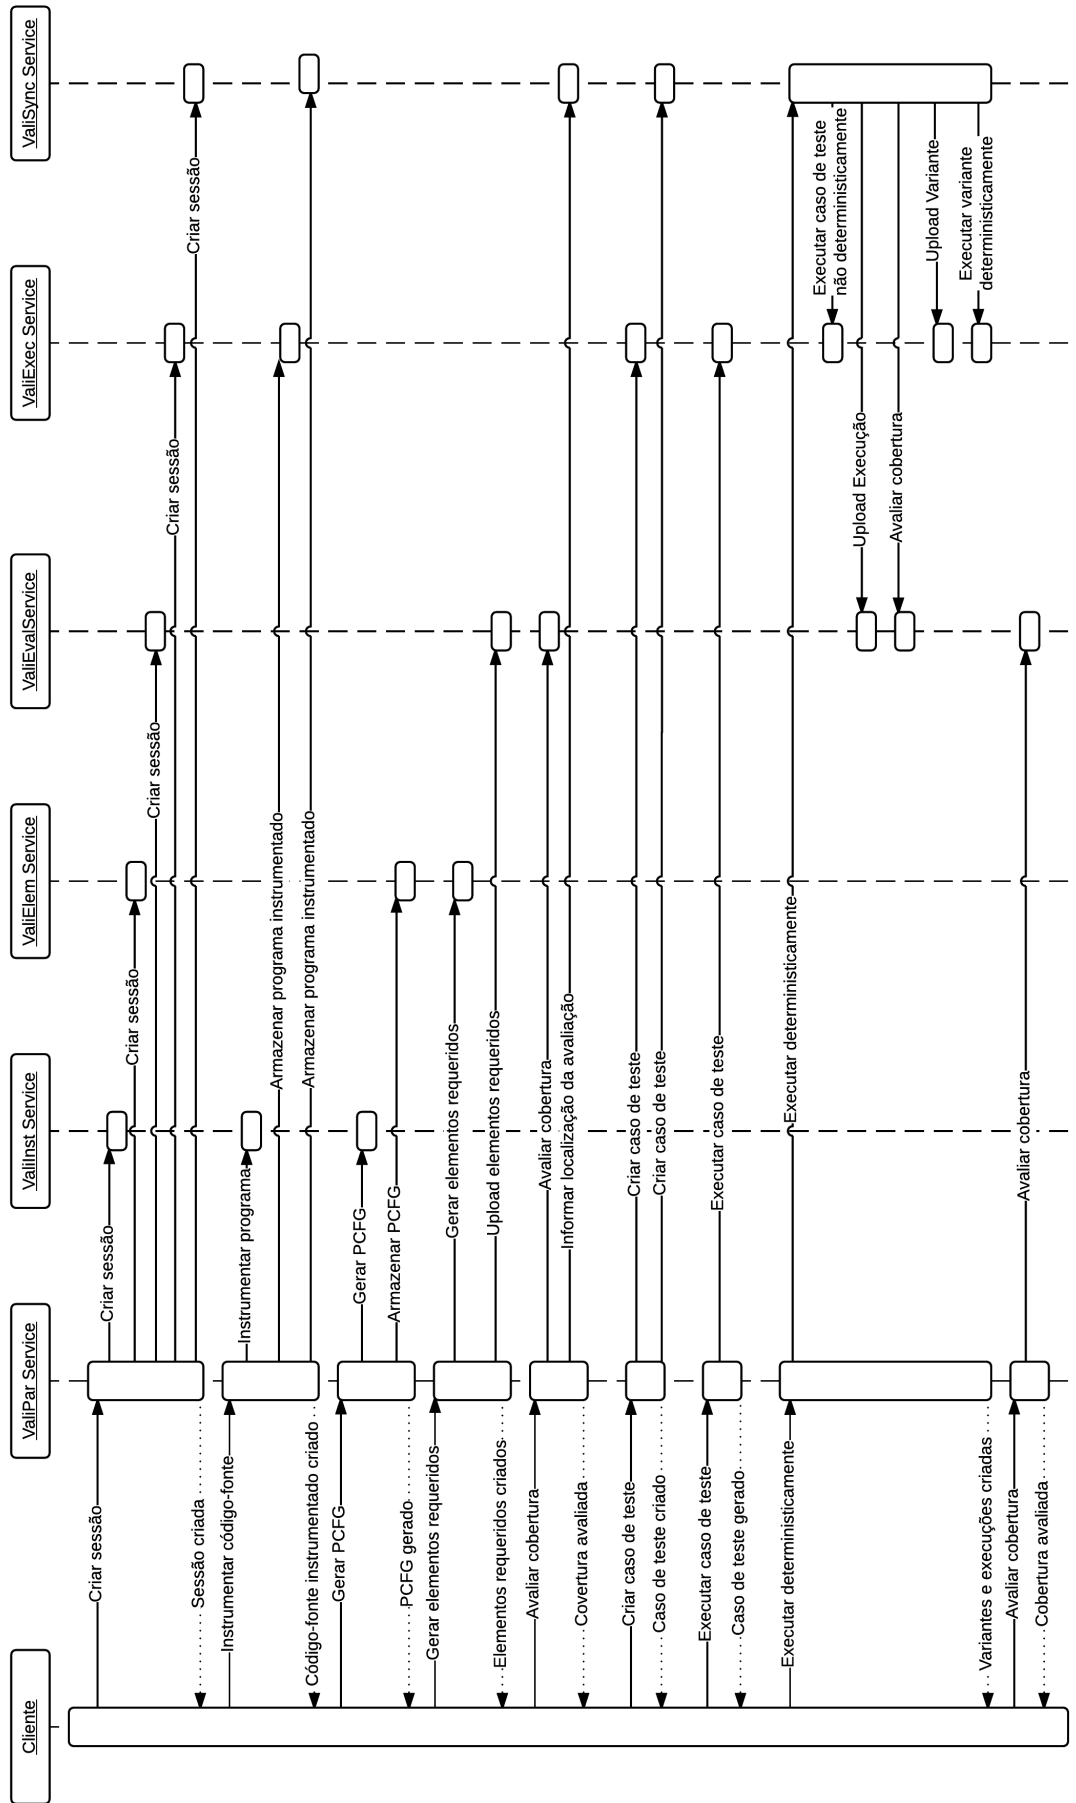 Cliente
ValiPar Service
ValiInst Service
ValiElem Service
ValiEvalService
ValiExec Service
ValiSync Service
Criar sessão
Criar sessão
Criar sessão
Criar sessão
Criar sessão
Criar sessão
Sessão criada
Instrumentar código-fonte
Instrumentar programa
Armazenar programa instrumentado
Armazenar programa instrumentado
Código-fonte instrumentado criado
Gerar PCFG
Gerar PCFG
Armazenar PCFG
PCFG gerado
Gerar elementos requeridos
Gerar elementos requeridos
Upload elementos requeridos
Elementos requeridos criados
Avaliar cobertura
Avaliar cobertura
Informar localização da avaliação
Covertura avaliada
Criar caso de teste
Criar caso de teste
Criar caso de teste
Caso de teste criado
Executar caso de teste
Executar caso de teste
Caso de teste gerado
Executar deterministicamente
Executar deterministicamente
Executar caso de teste
não deterministicamente
Upload Execução
Avaliar cobertura
Upload Variante
Executar variante
deterministicamente
Variantes e execuções criadas
Avaliar cobertura
Avaliar cobertura
Cobertura avaliada